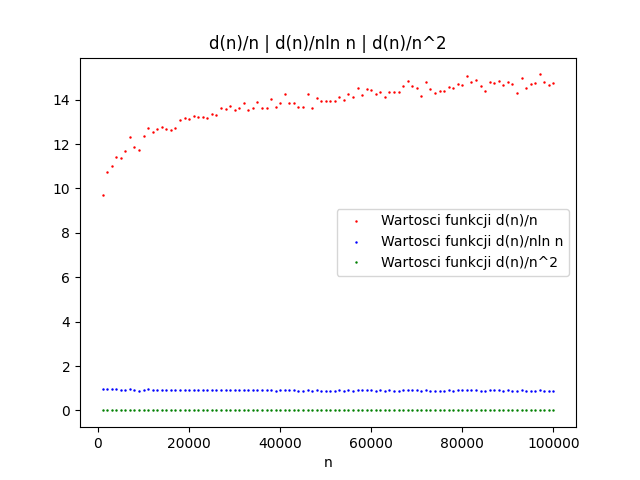 d(n)/n | d(n)/nln n | d(n)/n^2
14
12
10
8
6
4
2
0
Wartosci funkcji d(n)/n
Wartosci funkcji d(n)/nln n
Wartosci funkcji d(n)/n^2
0 20000 40000 60000 80000 100000
n